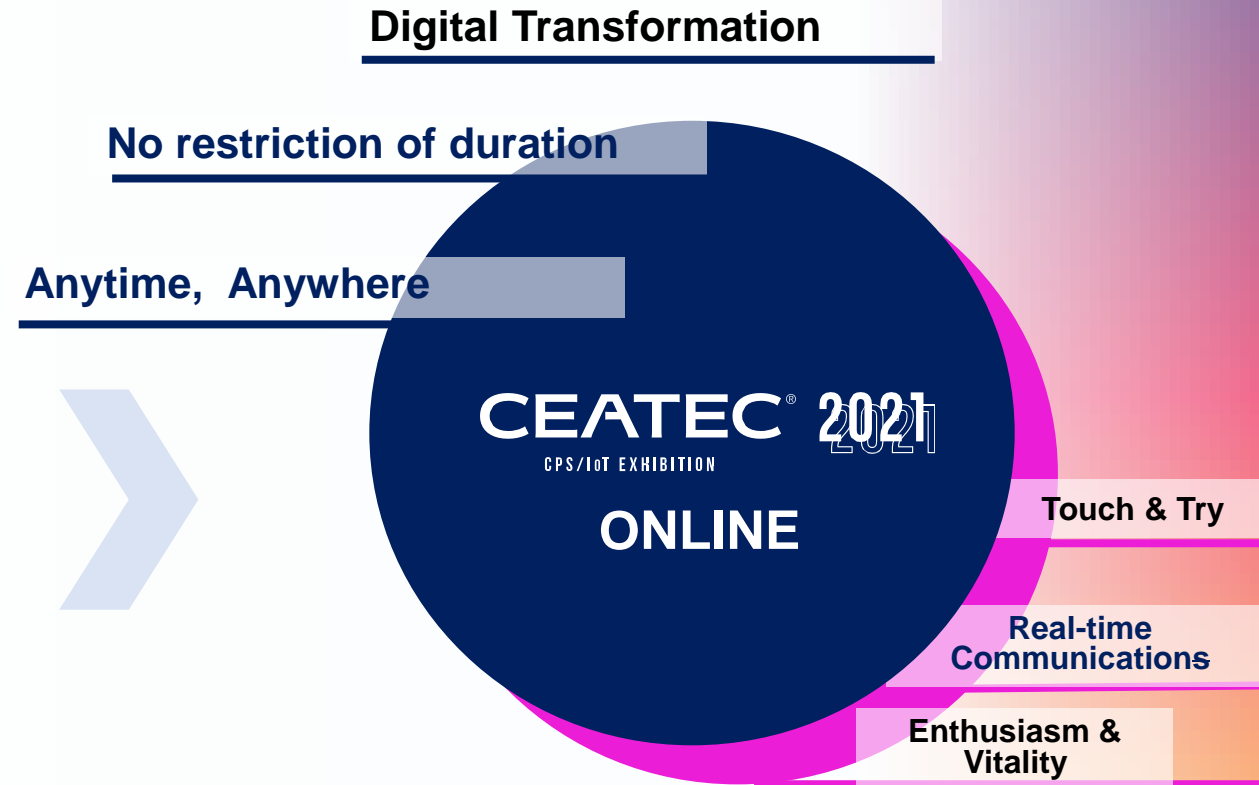 Digital Transformation
No restriction of duration
Anytime, Anywhere
CEATEC® 2021
CPS/IoT EXHIBITION
ONLINE
Touch & Try
Real-time
Communications
Enthusiasm &
Vitality